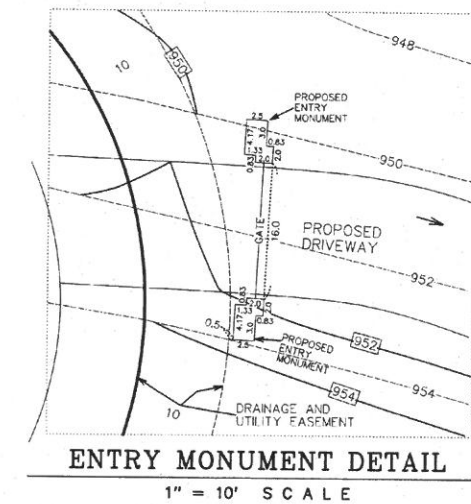 948
10
950
PROPOSED
ENTRY
MONUMENT
2.5
4.17
3.0
0.83
1.33
2.0
0.83
2.0
950
GATE
16.0
PROPOSED
DRIVEWAY
952
0.83
2.0
1.33
2.0
4.17
3.0
0.83
0.5
2.5
PROPOSED
ENTRY
MONUMENT
952
954
954
10
DRAINAGE AND
UTILITY EASEMENT
ENTRY MONUMENT DETAIL
1" = 10' SCALE